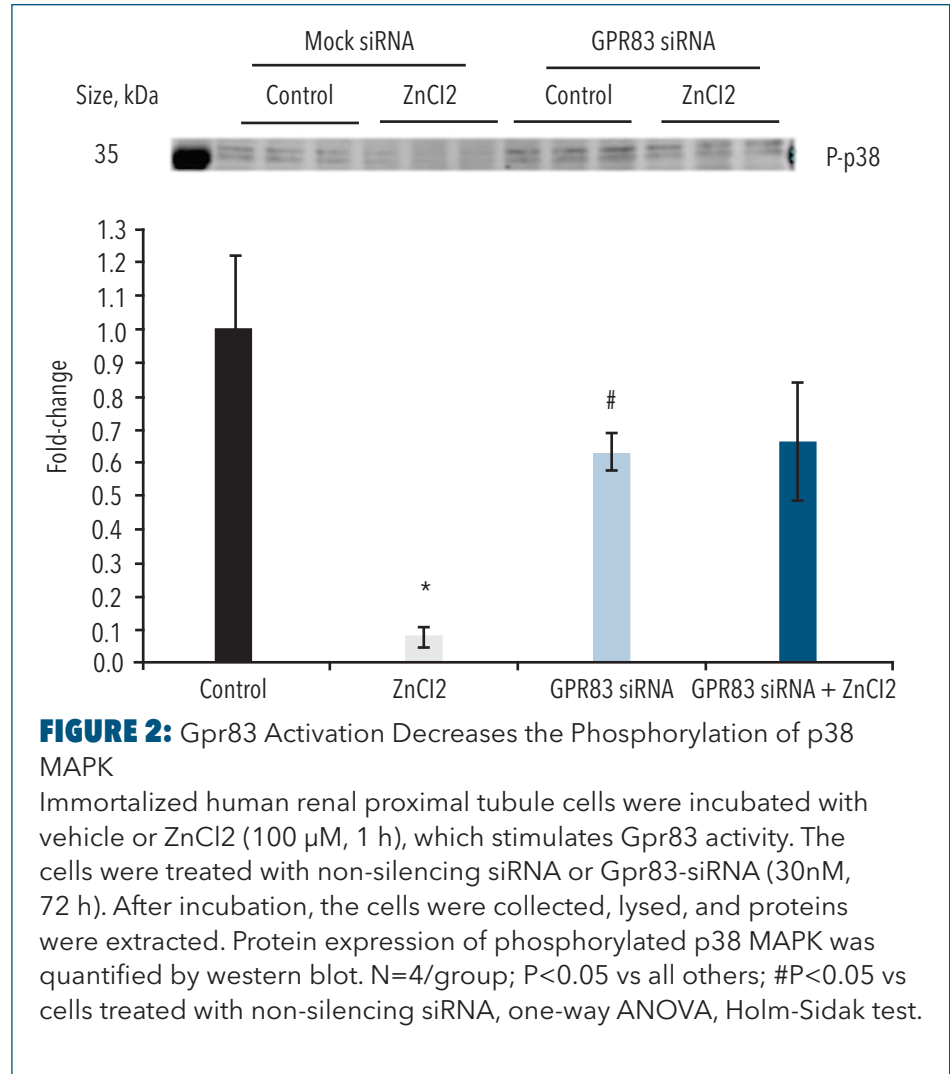 Mock siRNA GPR83 siRNA
Size, kDa Control ZnCl2 Control ZnCl2
35 P-p38
1.3
1.2
1.1
1.0
0.9
0.8
0.7
0.6
0.5
0.4
0.3
0.2
0.1
0.0
Fold-change
*
#
Control ZnCl2 GPR83 siRNA GPR83 siRNA + ZnCl2
FIGURE 2: Gpr83 Activation Decreases the Phosphorylation of p38
MAPK
Immortalized human renal proximal tubule cells were incubated with
vehicle or ZnCl2 (100 µM, 1 h), which stimulates Gpr83 activity. The
cells were treated with non-silencing siRNA or Gpr83-siRNA (30nM,
72 h). After incubation, the cells were collected, lysed, and proteins
were extracted. Protein expression of phosphorylated p38 MAPK was
quantified by western blot. N=4/group; P<0.05 vs all others; #P<0.05 vs
cells treated with non-silencing siRNA, one-way ANOVA, Holm-Sidak test.